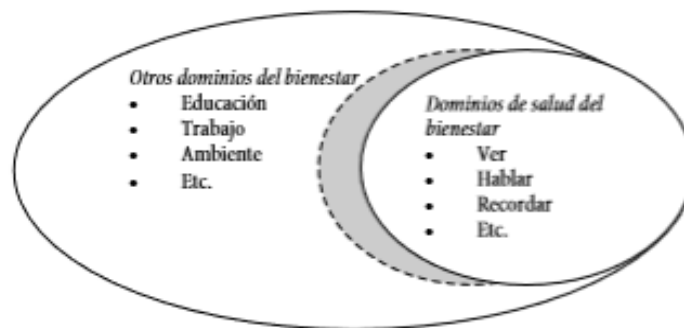 Otros dominios del bienestar
• Educación
• Trabajo
• Ambiente
• Etc.
Dominios de salud del
bienestar
• Ver
• Hablar
• Recordar
• Etc.